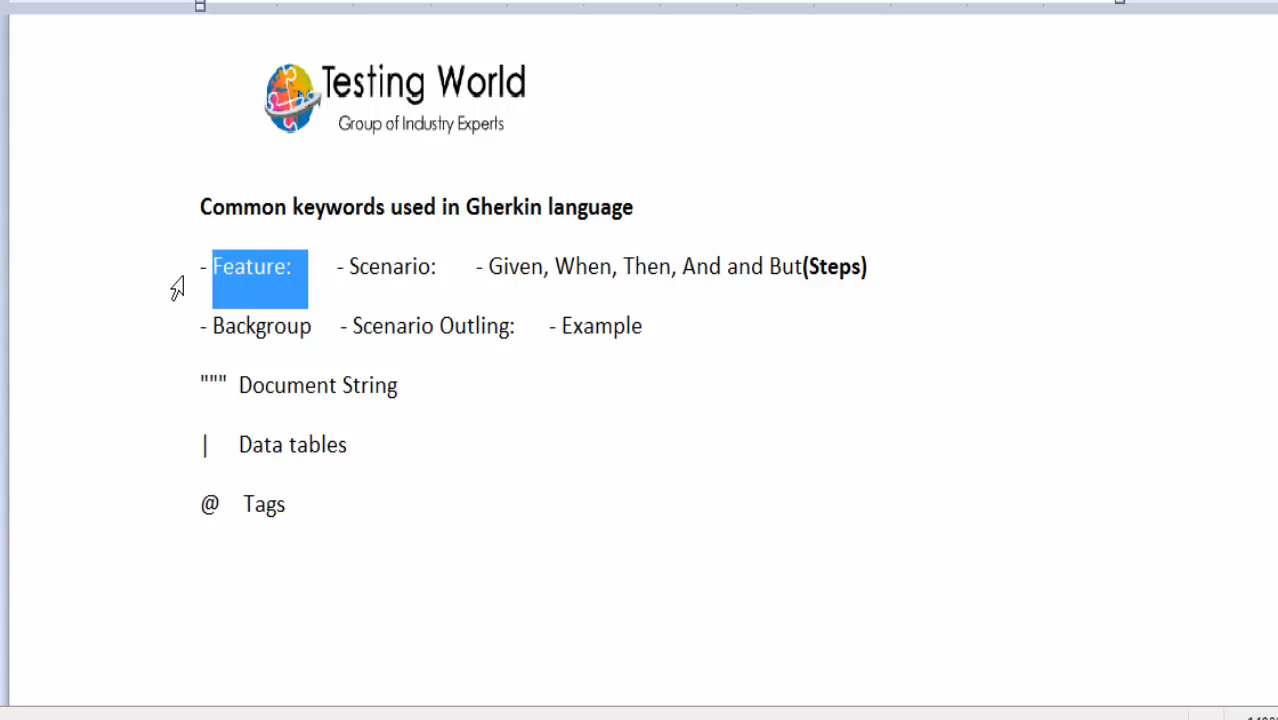 Testing World
Group of Industry Experts
Common keywords used in Gherkin language
- Feature: - Scenario: - Given, When, Then, And and But(Steps)
- Backgroup - Scenario Outling: - Example
""" Document String
| Data tables
@ Tags